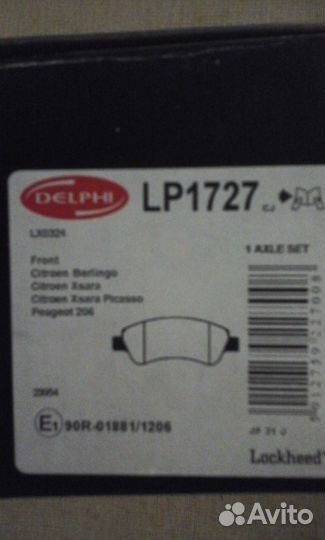 DELPHI
LP1727 CJ
LX0324
1 AXLE SET
Front
Citroen Berlingo
Citroen Xsara
Citroen Xsara Picasso
Peugeot 206
E1 90R-01881/1206
Lockheed
Avito